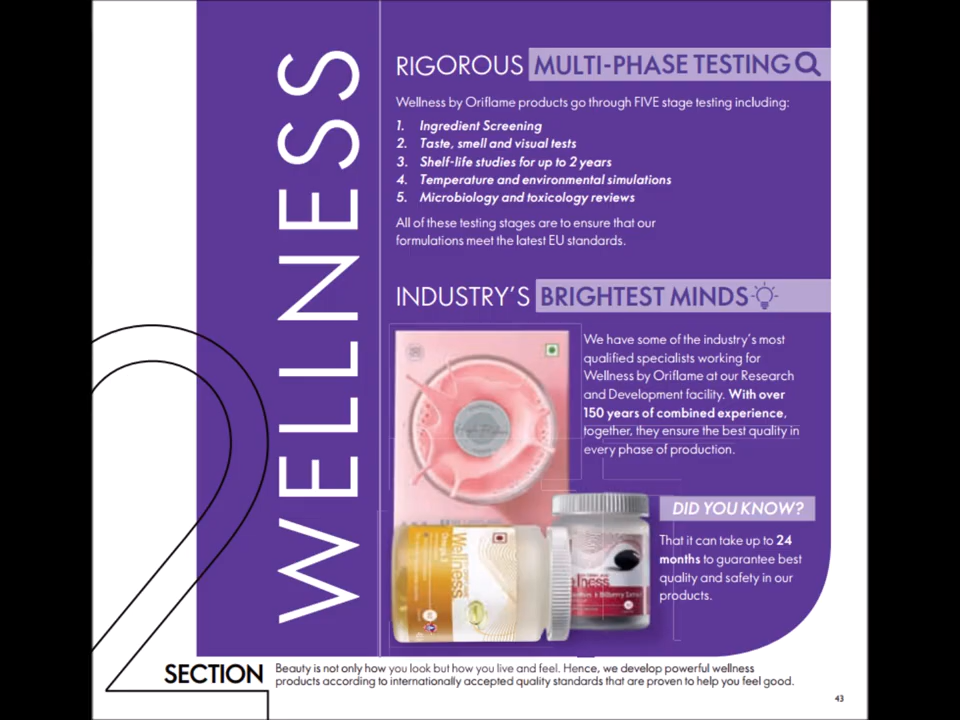 WELLNESS
RIGOROUS MULTI-PHASE TESTING
Wellness by Oriflame products go through FIVE stage testing including:
1. Ingredient Screening
2. Taste, smell and visual tests
3. Shelf-life studies for up to 2 years
4. Temperature and environmental simulations
5. Microbiology and toxicology reviews
All of these testing stages are to ensure that our
formulations meet the latest EU standards.
INDUSTRY'S BRIGHTEST MINDS
We have some of the industry's most
qualified specialists working for
Wellness by Oriflame at our Research
and Development facility. With over
150 years of combined experience,
together, they ensure the best quality in
every phase of production.
Wellness
Omega 3
Bilberry Extract
DID YOU KNOW?
That it can take up to 24
months to guarantee best
quality and safety in our
products.
2
SECTION
Beauty is not only how you look but how you live and feel. Hence, we develop powerful wellness
products according to internationally accepted quality standards that are proven to help you feel good.
43